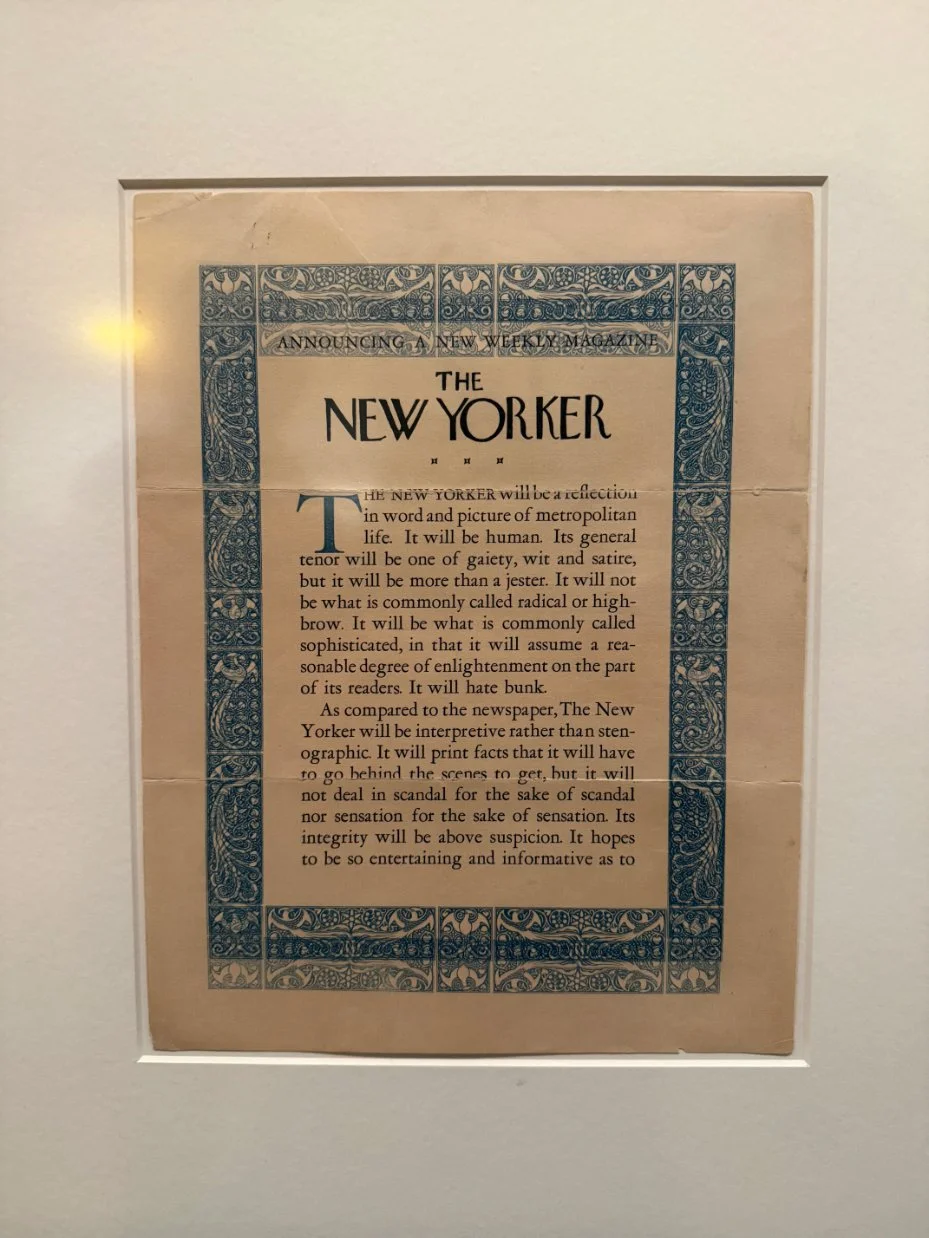 ANNOUNCING A NEW WEEKLY MAGAZINE
THE
NEW YORKER
THE NEW YORKER will be a reflection
in word and picture of metropolitan
life. It will be human. Its general
tenor will be one of gaiety, wit and satire,
but it will be more than a jester. It will not
be what is commonly called radical or high-
brow. It will be what is commonly called
sophisticated, in that it will assume a rea-
sonable degree of enlightenment on the part
of its readers. It will hate bunk.
As compared to the newspaper, The New
Yorker will be interpretive rather than sten-
ographic. It will print facts that it will have
to go behind the scenes to get, but it will
not deal in scandal for the sake of scandal
nor sensation for the sake of sensation. Its
integrity will be above suspicion. It hopes
to be so entertaining and informative as to